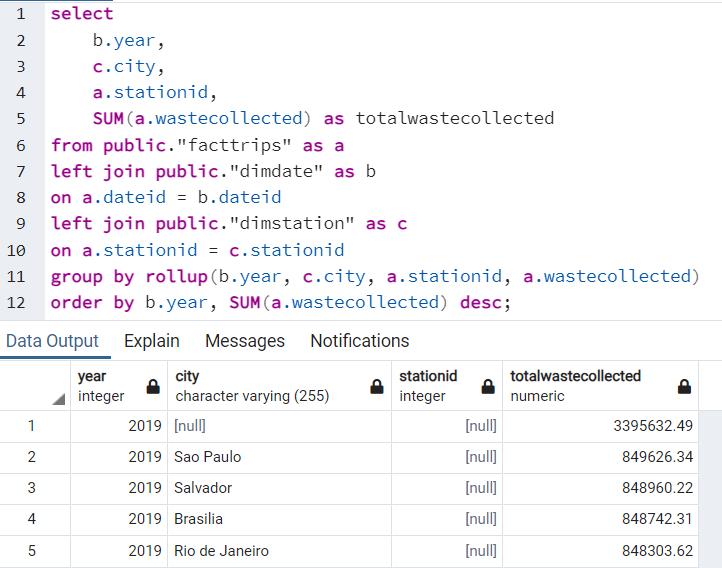 1 select
2 b.year,
3 c.city,
4 a.stationid,
5 SUM(a.wastecollected) as totalwastecollected
6 from public."facttrips" as a
7 left join public."dimdate" as b
8 on a.dateid = b.dateid
9 left join public."dimstation" as c
10 on a.stationid = c.stationid
11 group by rollup(b.year, c.city, a.stationid, a.wastecollected)
12 order by b.year, SUM(a.wastecollected) desc;
Data Output Explain Messages Notifications
year city stationid totalwastecollected
integer character varying (255) integer numeric
1 2019 [null] [null] 3395632.49
2 2019 Sao Paulo [null] 849626.34
3 2019 Salvador [null] 848960.22
4 2019 Brasilia [null] 848742.31
5 2019 Rio de Janeiro [null] 848303.62